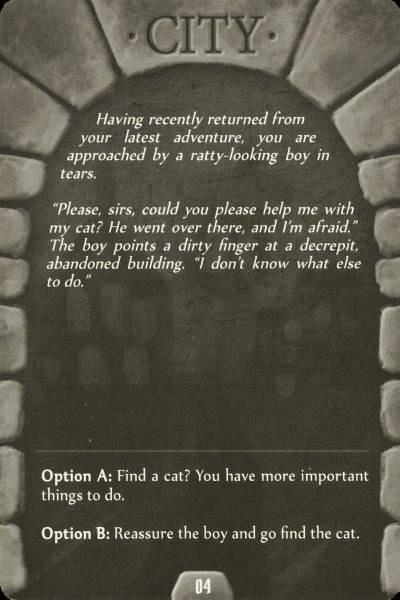 · CITY ·
Having recently returned from
your latest adventure, you are
approached by a ratty-looking boy in
tears.
“Please, sirs, could you please help me with
my cat? He went over there, and I’m afraid.”
The boy points a dirty finger at a decrepit,
abandoned building. “I don’t know what else
to do.”
Option A: Find a cat? You have more important
things to do.
Option B: Reassure the boy and go find the cat.
04